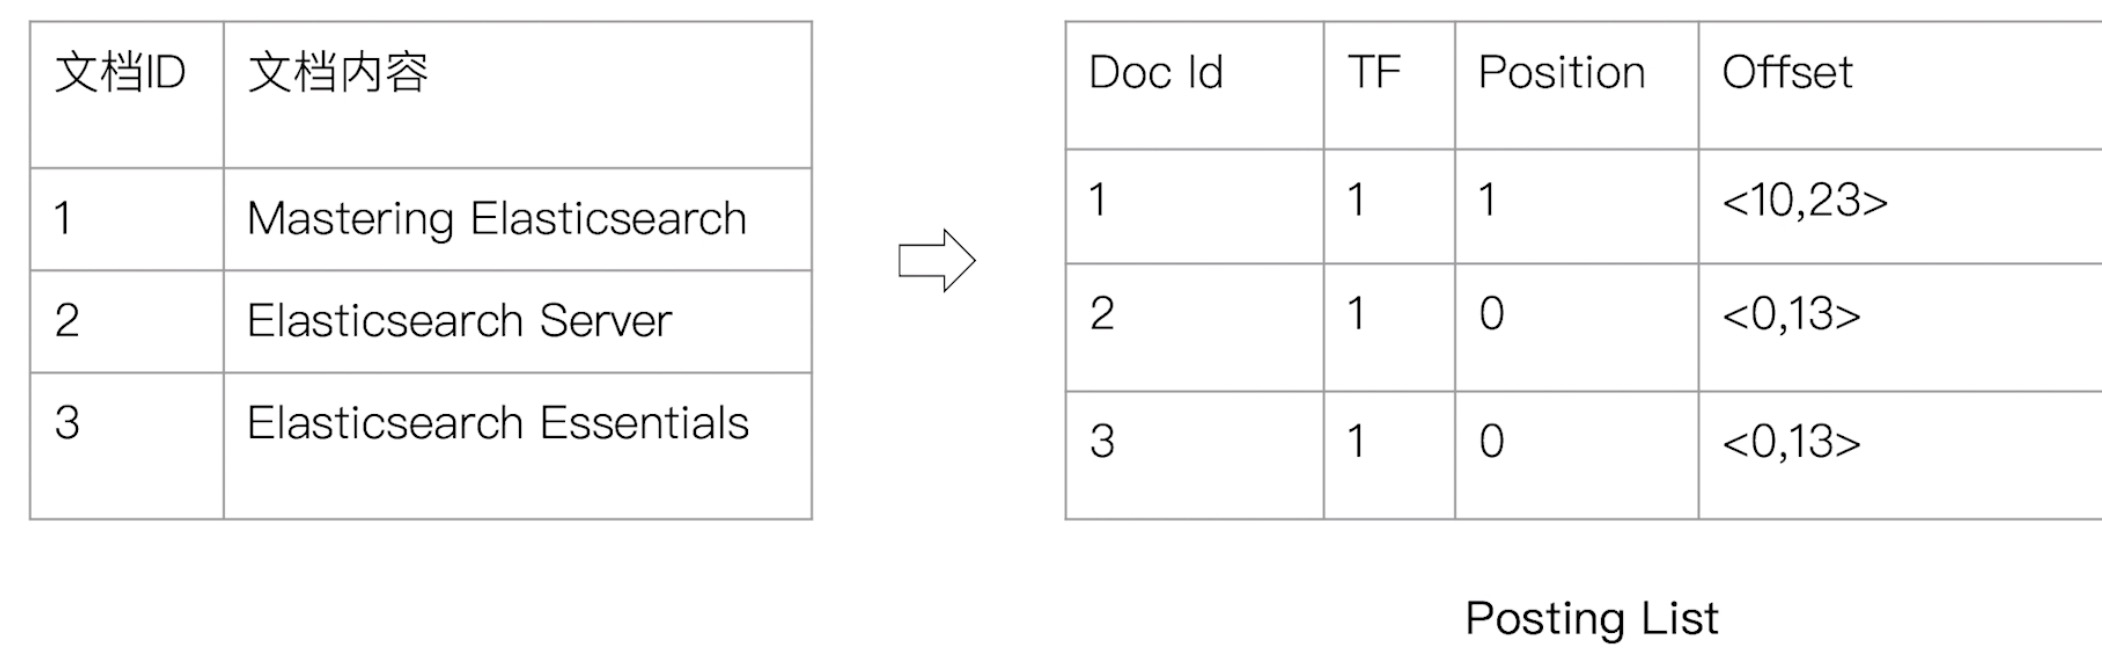 文档ID 文档内容
1 Mastering Elasticsearch
2 Elasticsearch Server
3 Elasticsearch Essentials
Doc Id TF Position Offset
1 1 1 <10,23>
2 1 0 <0,13>
3 1 0 <0,13>
Posting List